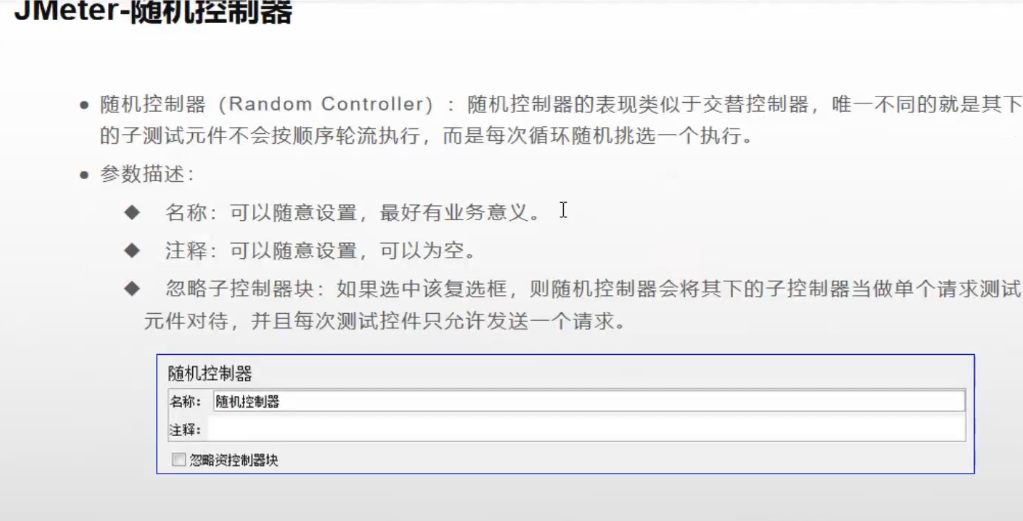 JMeter-随机控制器
● 随机控制器（Random Controller）：随机控制器的表现类似于交替控制器，唯一不同的就是其下
的子测试元件不会按顺序轮流执行，而是每次循环随机挑选一个执行。
● 参数描述：
◆ 名称：可以随意设置，最好有业务意义。
◆ 注释：可以随意设置，可以为空。
◆ 忽略子控制器块：如果选中该复选框，则随机控制器会将其下的子控制器当做单个请求测试
元件对待，并且每次测试控件只允许发送一个请求。
随机控制器
名称： 随机控制器
注释：
忽略资控制器块